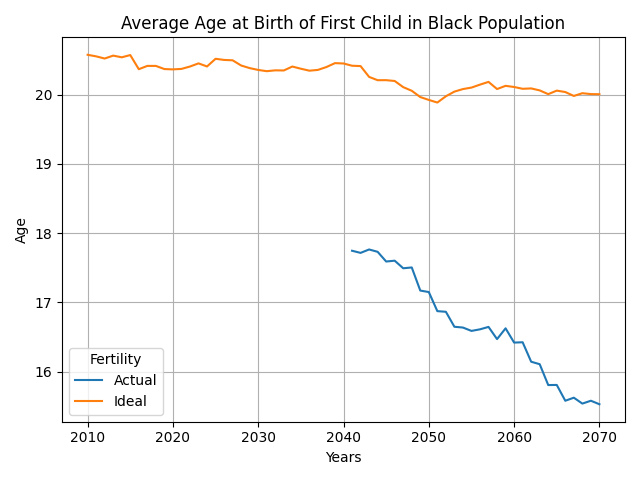 Average Age at Birth of First Child in Black Population
Age
20
19
18
17
16
Fertility
Actual
Ideal
2010 2020 2030 2040 2050 2060 2070
Years